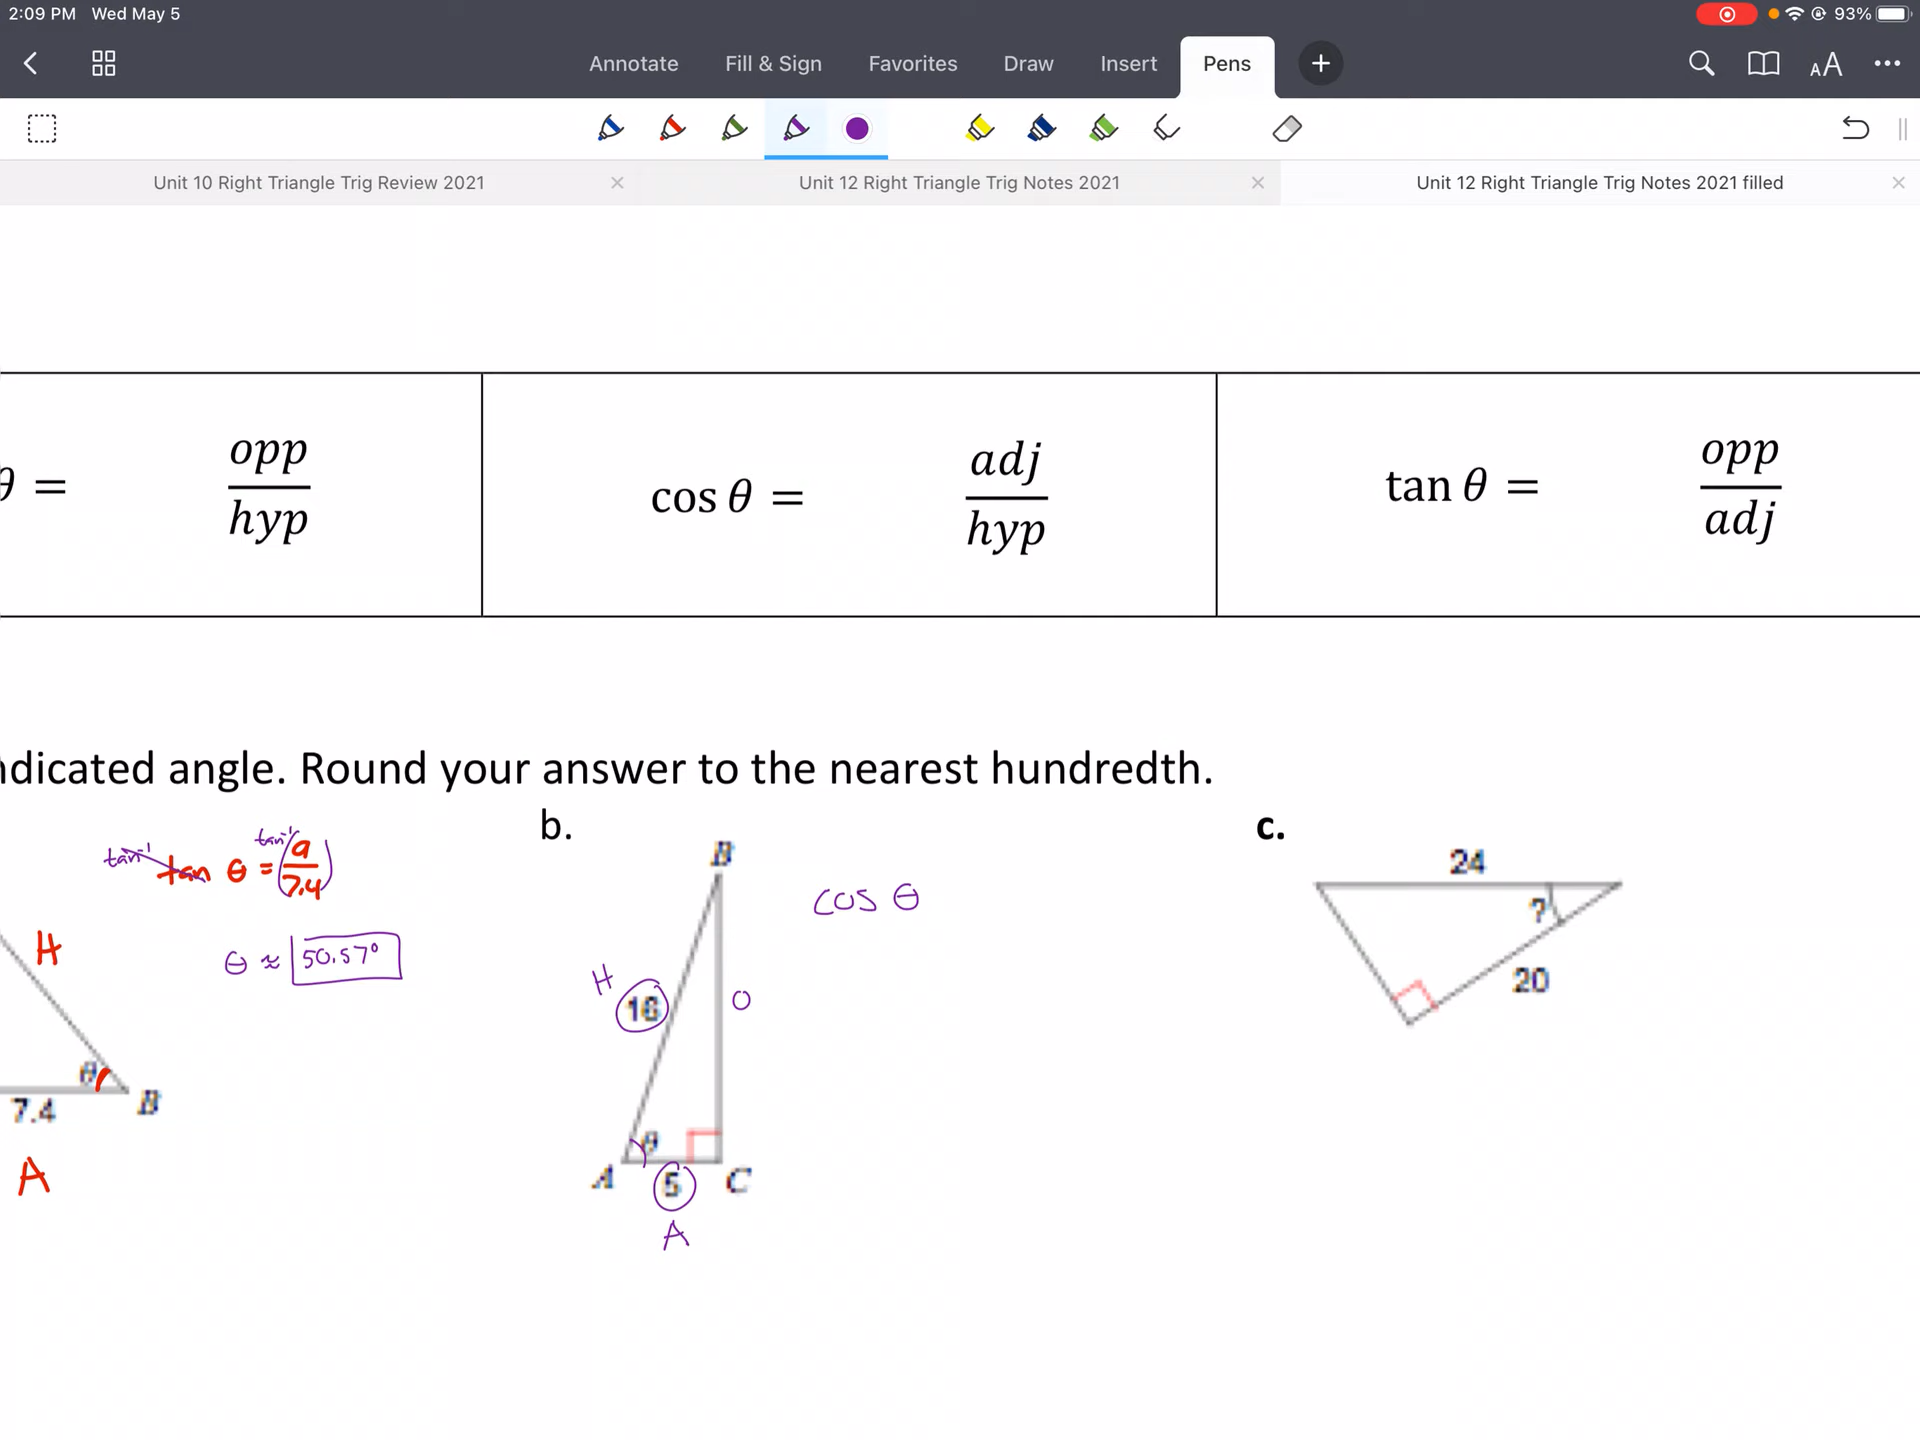 2:09 PM Wed May 5
93%
Annotate Fill & Sign Favorites Draw Insert Pens +
AA
Unit 10 Right Triangle Trig Review 2021 × Unit 12 Right Triangle Trig Notes 2021 × Unit 12 Right Triangle Trig Notes 2021 filled ×
θ = opp/hyp
cos θ = adj/hyp
tan θ = opp/adj
ndicated angle. Round your answer to the nearest hundredth.
tan⁻¹ tan θ = tan⁻¹(9/7.4)
θ ≈ 50.57°
H
θ
7.4 B
A
b.
B
cos θ
H
16
O
θ
A 5 C
A
c.
24
?
20